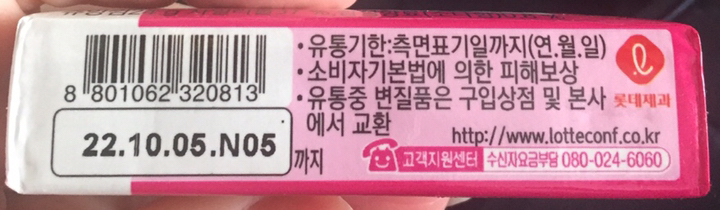 8 801062 320813
22.10.05.N05
까지
•유통기한:측면표기일까지(연.월.일)
•소비자기본법에 의한 피해보상
•유통중 변질품은 구입상점 및 본사
에서 교환
http://www.lotteconf.co.kr
고객지원센터 수신자요금부담 080-024-6060
롯데제과